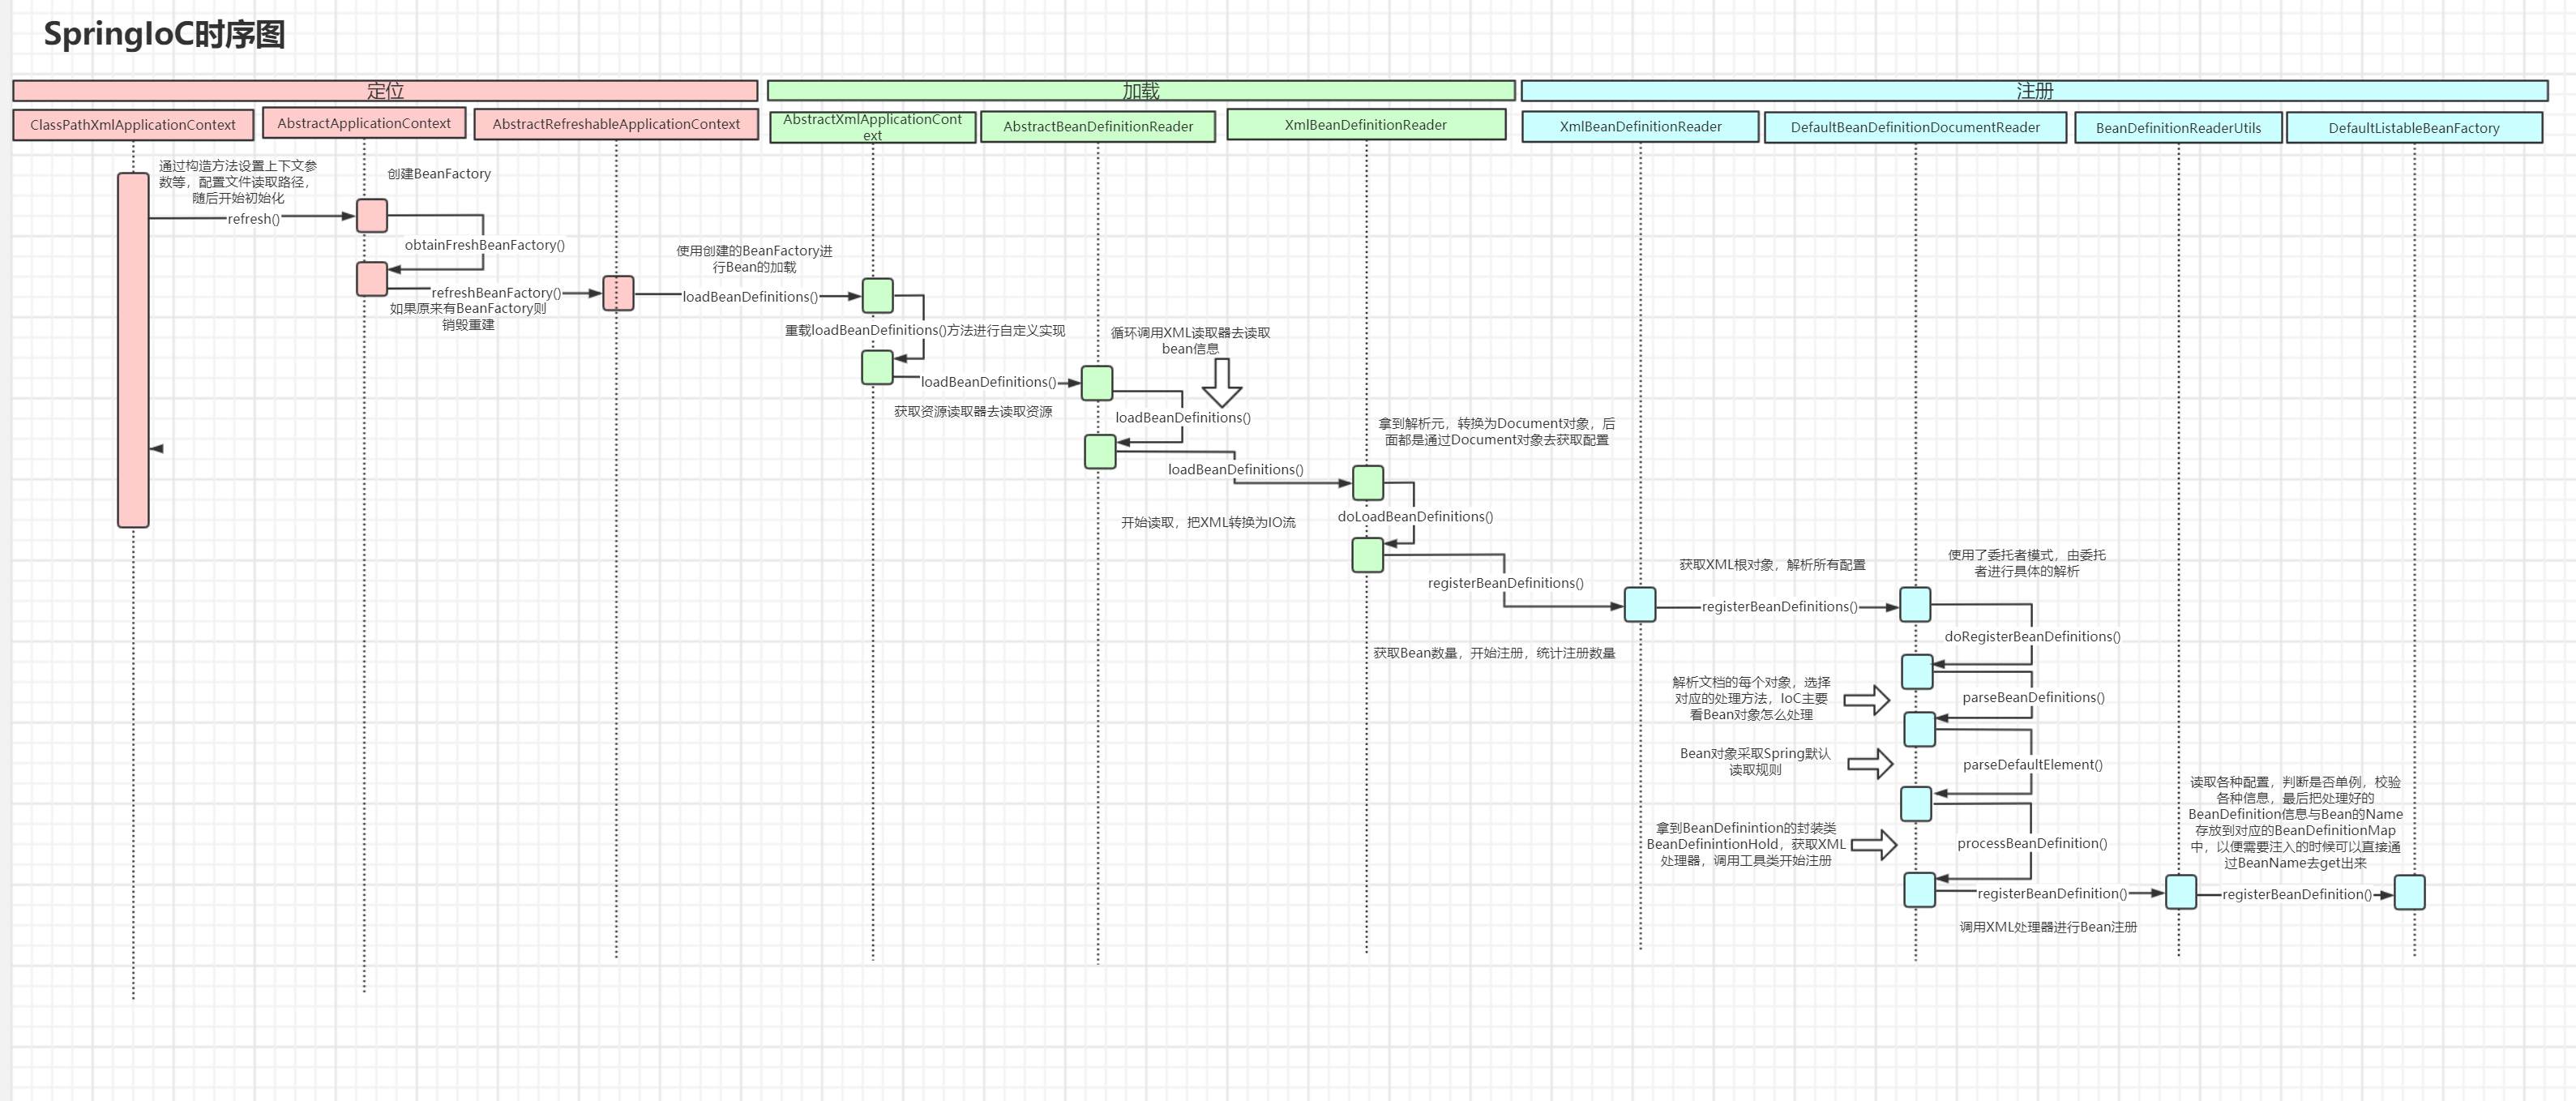 SpringIoC时序图
定位
加载
注册
ClassPathXmlApplicationContext
AbstractApplicationContext
AbstractRefreshableApplicationContext
AbstractXmlApplicationCont
ext
AbstractBeanDefinitionReader
XmlBeanDefinitionReader
XmlBeanDefinitionReader
DefaultBeanDefinitionDocumentReader
BeanDefinitionReaderUtils
DefaultListableBeanFactory
通过构造方法设置上下文参
数等，配置文件读取路径，
随后开始初始化
refresh()
创建BeanFactory
obtainFreshBeanFactory()
refreshBeanFactory()
如果原来有BeanFactory则
销毁重建
使用创建的BeanFactory进
行Bean的加载
loadBeanDefinitions()
重载loadBeanDefinitions()方法进行自定义实现
loadBeanDefinitions()
获取资源读取器去读取资源
循环调用XML读取器去读取
bean信息
loadBeanDefinitions()
loadBeanDefinitions()
开始读取，把XML转换为IO流
拿到解析元，转换为Document对象，后
面都是通过Document对象去获取配置
doLoadBeanDefinitions()
registerBeanDefinitions()
获取Bean数量，开始注册，统计注册数量
获取XML根对象，解析所有配置
registerBeanDefinitions()
使用了委托者模式，由委托
者进行具体的解析
doRegisterBeanDefinitions()
解析文档的每个对象，选择
对应的处理方法，IoC主要
看Bean对象怎么处理
parseBeanDefinitions()
Bean对象采取Spring默认
读取规则
parseDefaultElement()
拿到BeanDefinintion的封装类
BeanDefinintionHold，获取XML
处理器，调用工具类开始注册
processBeanDefinition()
registerBeanDefinition()
调用XML处理器进行Bean注册
读取各种配置，判断是否单例，校验
各种信息，最后把处理好的
BeanDefinition信息与Bean的Name
存放到对应的BeanDefinitionMap
中，以便需要注入的时候可以直接通
过BeanName去get出来
registerBeanDefinition()